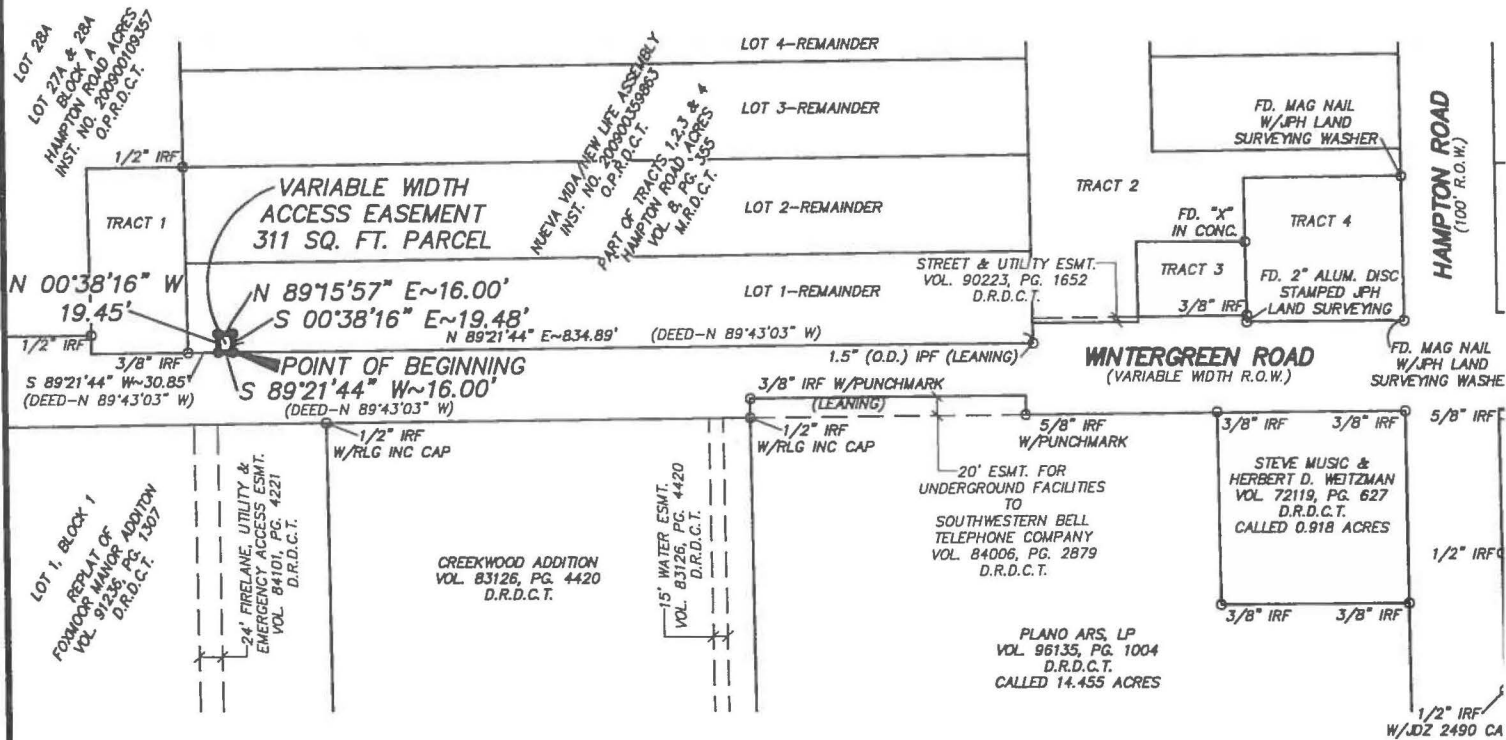 LOT 28A
LOT 27A & 28A
BLOCK A
HAMPTON ROAD ACRES
INST. NO. 200900109357
O.P.R.D.C.T.
1/2" IRF
TRACT 1
VARIABLE WIDTH
ACCESS EASEMENT
311 SQ. FT. PARCEL
NUEVA VIDA/NEW LIFE ASSEMBLY
INST. NO. 200900359863
O.P.R.D.C.T.
PART OF TRACTS 1,2,3 & 4
HAMPTON ROAD ACRES
VOL. 8, PG. 355
M.R.D.C.T.
LOT 4-REMAINDER
LOT 3-REMAINDER
LOT 2-REMAINDER
LOT 1-REMAINDER
TRACT 2
FD. MAG NAIL
W/JPH LAND
SURVEYING WASHER
HAMPTON ROAD
(100' R.O.W.)
FD. "X"
IN CONC.
TRACT 4
TRACT 3
STREET & UTILITY ESMT.
VOL. 90223, PG. 1652
D.R.D.C.T.
3/8" IRF
FD. 2" ALUM. DISC
STAMPED JPH
LAND SURVEYING
N 00°38'16" W
19.45'
N 89°15'57" E~16.00'
S 00°38'16" E~19.48'
N 89°21'44" E~834.89'
(DEED-N 89°43'03" W)
1/2" IRF
3/8" IRF
S 89°21'44" W~30.85'
(DEED-N 89°43'03" W)
POINT OF BEGINNING
S 89°21'44" W~16.00'
(DEED-N 89°43'03" W)
1.5" (O.D.) IPF (LEANING)
WINTERGREEN ROAD
(VARIABLE WIDTH R.O.W.)
FD. MAG NAIL
W/JPH LAND
SURVEYING WASHE
3/8" IRF W/PUNCHMARK
(LEANING)
1/2" IRF
W/RLG INC CAP
1/2" IRF
W/RLG INC CAP
5/8" IRF
W/PUNCHMARK
3/8" IRF
3/8" IRF
5/8" IRF
LOT 1, BLOCK 1
REPLAT OF
FOXMOOR MANOR ADDITON
VOL. 91236, PG. 1307
D.R.D.C.T.
24' FIRELANE, UTILITY &
EMERGENCY ACCESS ESMT.
VOL. 84101, PG. 4221
D.R.D.C.T.
CREEKWOOD ADDITION
VOL. 83126, PG. 4420
D.R.D.C.T.
15' WATER ESMT.
VOL. 83126, PG. 4420
D.R.D.C.T.
20' ESMT. FOR
UNDERGROUND FACILITIES
TO
SOUTHWESTERN BELL
TELEPHONE COMPANY
VOL. 84006, PG. 2879
D.R.D.C.T.
STEVE MUSIC &
HERBERT D. WEITZMAN
VOL. 72119, PG. 627
D.R.D.C.T.
CALLED 0.918 ACRES
1/2" IRF
3/8" IRF
3/8" IRF
PLANO ARS, LP
VOL. 96135, PG. 1004
D.R.D.C.T.
CALLED 14.455 ACRES
1/2" IRF
W/JDZ 2490 CA